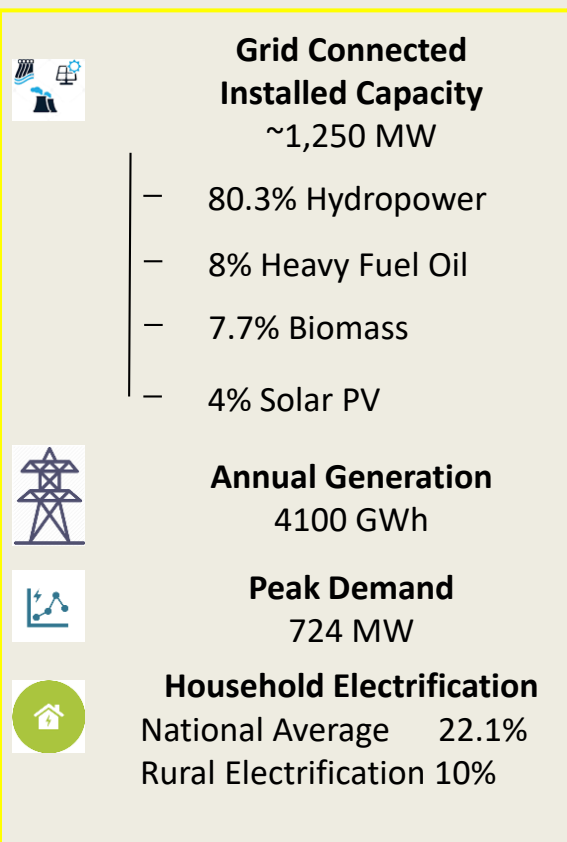 Grid Connected
Installed Capacity
~1,250 MW
– 80.3% Hydropower
– 8% Heavy Fuel Oil
– 7.7% Biomass
– 4% Solar PV
Annual Generation
4100 GWh
Peak Demand
724 MW
Household Electrification
National Average 22.1%
Rural Electrification 10%